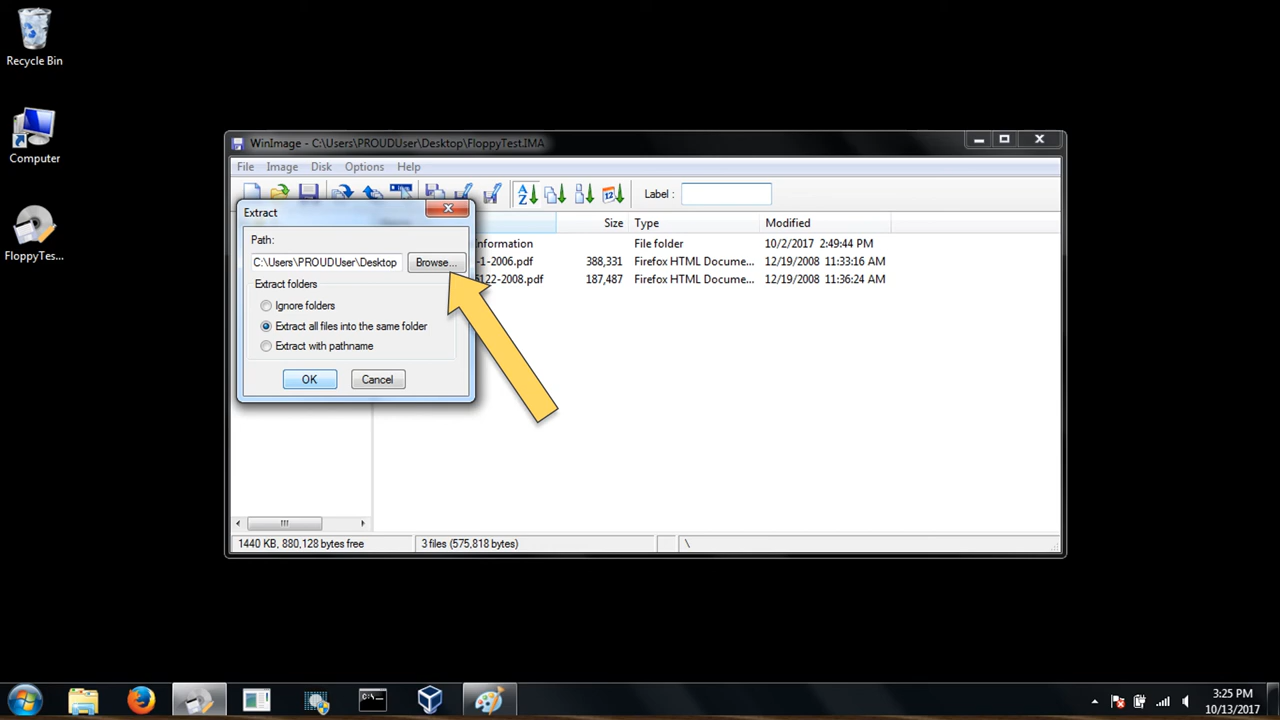 Recycle Bin
Computer
FloppyTes...
WinImage - C:\Users\PROUDUser\Desktop\FloppyTest.IMA
File Image Disk Options Help
Label :
Size Type Modified
nformation File folder 10/2/2017 2:49:44 PM
-1-2006.pdf 388,331 Firefox HTML Docume... 12/19/2008 11:33:16 AM
5122-2008.pdf 187,487 Firefox HTML Docume... 12/19/2008 11:36:24 AM
Extract
Path:
C:\Users\PROUDUser\Desktop Browse...
Extract folders
Ignore folders
Extract all files into the same folder
Extract with pathname
OK Cancel
1440 KB, 880,128 bytes free 3 files (575,818 bytes) \
3:25 PM
10/13/2017